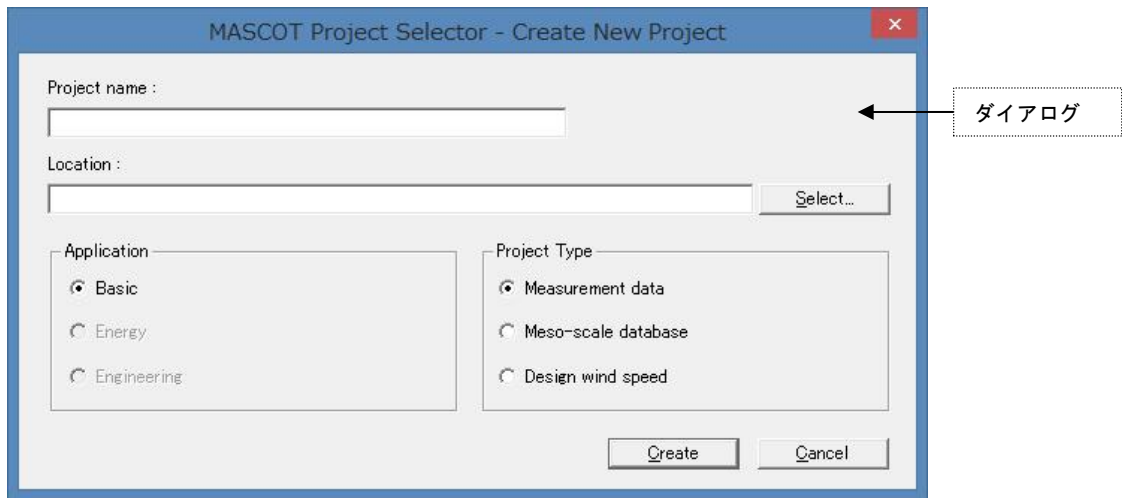 MASCOT Project Selector - Create New Project
Project name :
ダイアログ
Location :
Select...
Application
Project Type
Basic
Measurement data
Energy
Meso-scale database
Engineering
Design wind speed
Create
Cancel